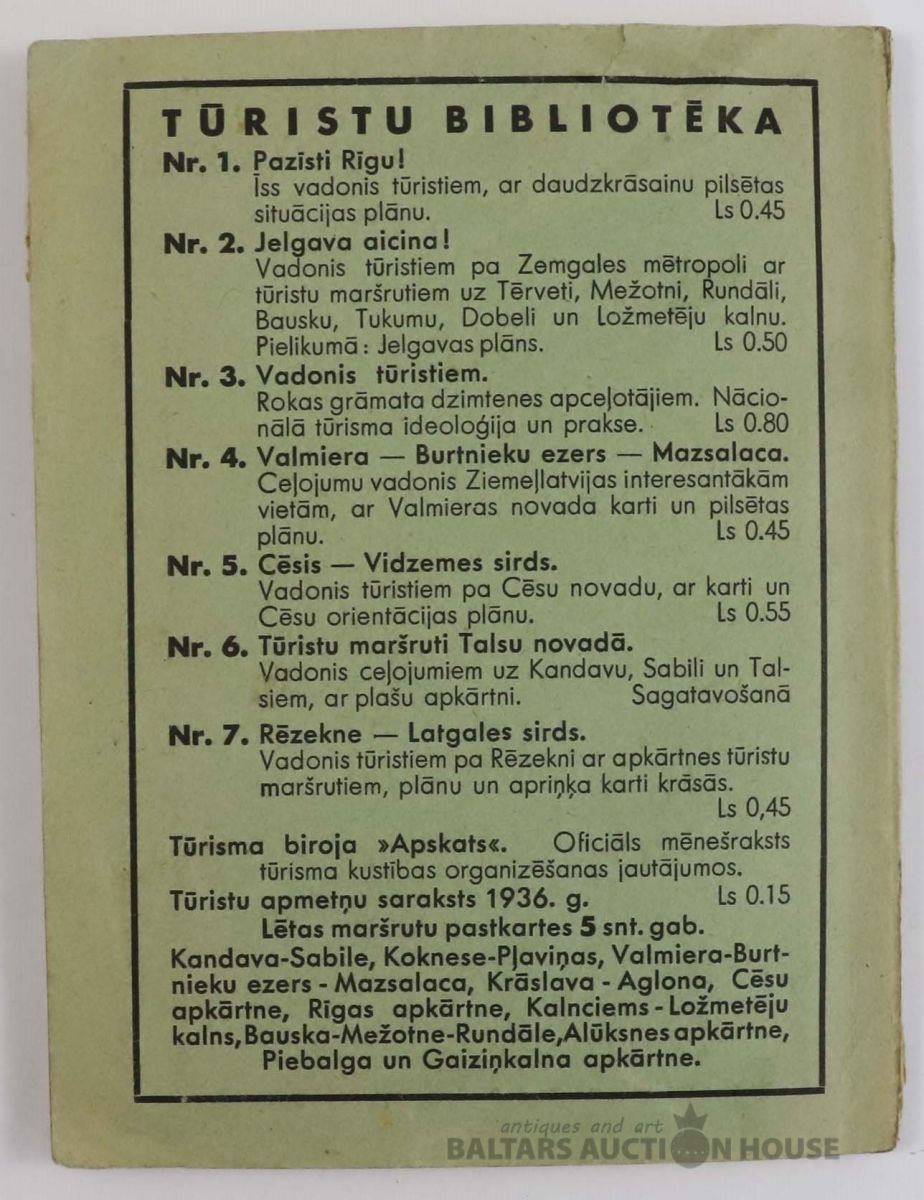 TŪRISTU BIBLIOTĒKA
Nr. 1. Pazīsti Rīgu!
Īss vadonis tūristiem, ar daudzkrāsainu pilsētas
situācijas plānu. Ls 0.45
Nr. 2. Jelgava aicina!
Vadonis tūristiem pa Zemgales mētropoli ar
tūristu maršrutiem uz Tērveti, Mežotni, Rundāli,
Bausku, Tukumu, Dobeli un Ložmetēju kalnu.
Pielikumā: Jelgavas plāns. Ls 0.50
Nr. 3. Vadonis tūristiem.
Rokas grāmata dzimtenes apceļotājiem. Nācio-
nālā tūrisma ideoloģija un prakse. Ls 0.80
Nr. 4. Valmiera — Burtnieku ezers — Mazsalaca.
Ceļojumu vadonis Ziemeļlatvijas interesantākām
vietām, ar Valmieras novada karti un pilsētas
plānu. Ls 0.45
Nr. 5. Cēsis — Vidzemes sirds.
Vadonis tūristiem pa Cēsu novadu, ar karti un
Cēsu orientācijas plānu. Ls 0.55
Nr. 6. Tūristu maršruti Talsu novadā.
Vadonis ceļojumiem uz Kandavu, Sabili un Tal-
siem, ar plašu apkārtni. Sagatavošanā
Nr. 7. Rēzekne — Latgales sirds.
Vadonis tūristiem pa Rēzekni ar apkārtnes tūristu
maršrutiem, plānu un apriņķa karti krāsās.
Ls 0,45
Tūrisma biroja »Apskats«. Oficiāls mēnešraksts
tūrisma kustības organizēšanas jautājumos.
Tūristu apmetņu saraksts 1936. g. Ls 0.15
Lētas maršrutu pastkartes 5 snt. gab.
Kandava-Sabile, Koknese-Pļaviņas, Valmiera-Burt-
nieku ezers - Mazsalaca, Krāslava - Aglona, Cēsu
apkārtne, Rīgas apkārtne, Kalnciems - Ložmetēju
kalns, Bauska-Mežotne-Rundāle, Alūksnes apkārtne,
Piebalga un Gaiziņkalna apkārtne.
antiques and art
BALTARS AUCTION HOUSE